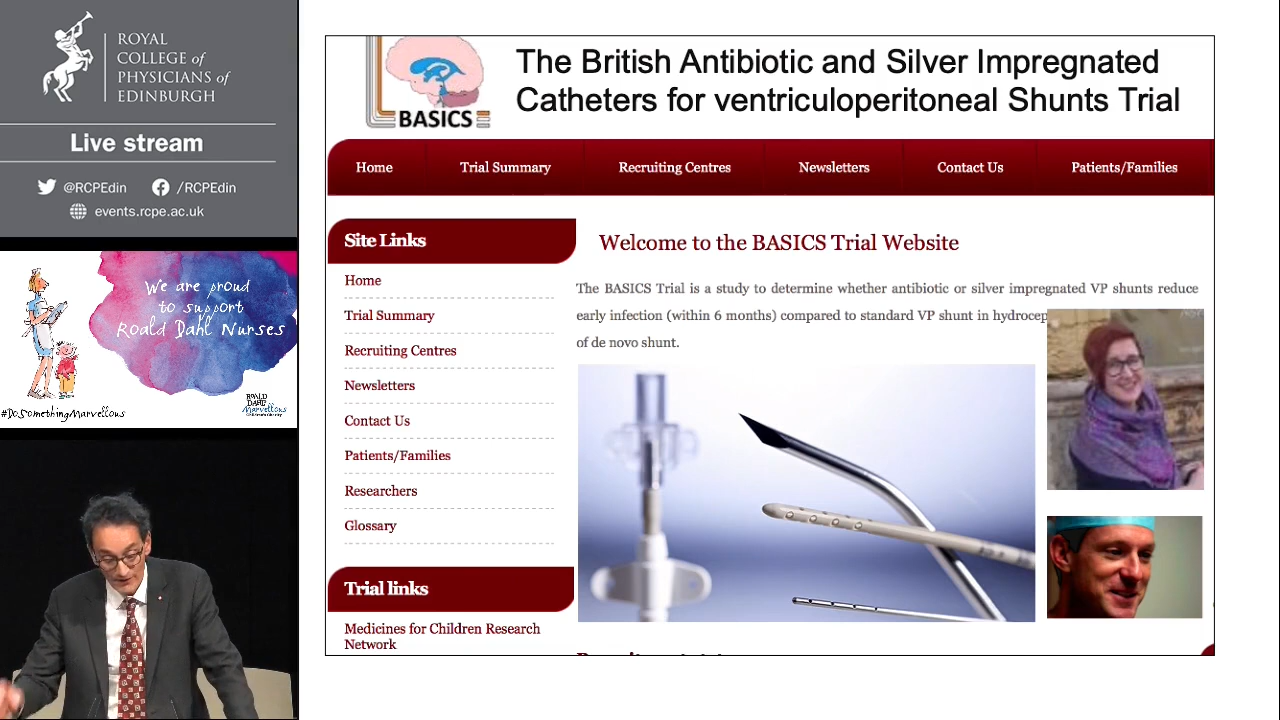 ROYAL
COLLEGE of
PHYSICIANS of
EDINBURGH
Live stream
@RCPEdin /RCPEdin
events.rcpe.ac.uk
We are proud
to support
Roald Dahl Nurses
#DoSomethingMarvellous
ROALD
DAHL'S
Marvellous
BASICS
The British Antibiotic and Silver Impregnated
Catheters for ventriculoperitoneal Shunts Trial
Home Trial Summary Recruiting Centres Newsletters Contact Us Patients/Families
Site Links
Home
Trial Summary
Recruiting Centres
Newsletters
Contact Us
Patients/Families
Researchers
Glossary
Trial links
Medicines for Children Research
Network
Welcome to the BASICS Trial Website
The BASICS Trial is a study to determine whether antibiotic or silver impregnated VP shunts reduce
early infection (within 6 months) compared to standard VP shunt in hydrocep
of de novo shunt.